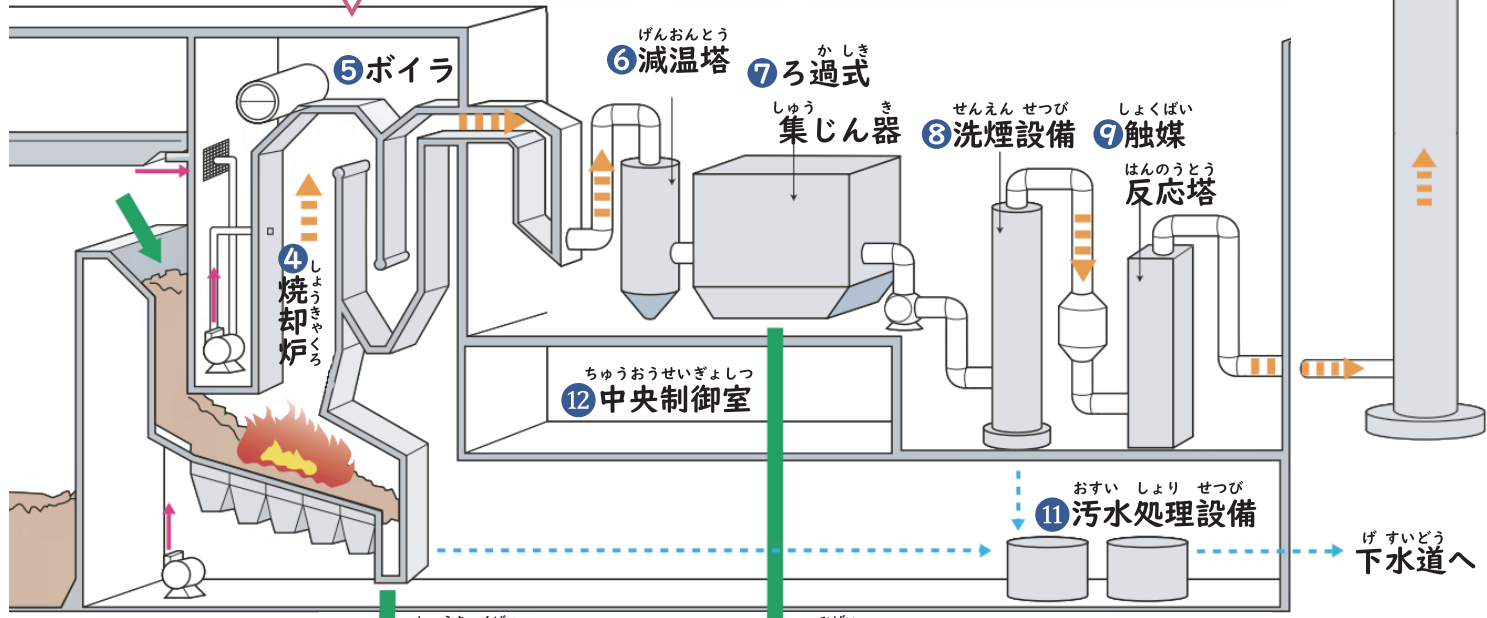 げんおんとう
❺ボイラ
❻減温塔
かしき
❼ろ過式
しゅう き
集じん器
せんえん せつび
❽洗煙設備
しょくばい
❾触媒
はんのうとう
反応塔
❹焼却炉
しょうきゃくろ
ちゅうおうせいぎょしつ
⓬中央制御室
おすい しょり せつび
⓫汚水処理設備
げ すいどう
下水道へ